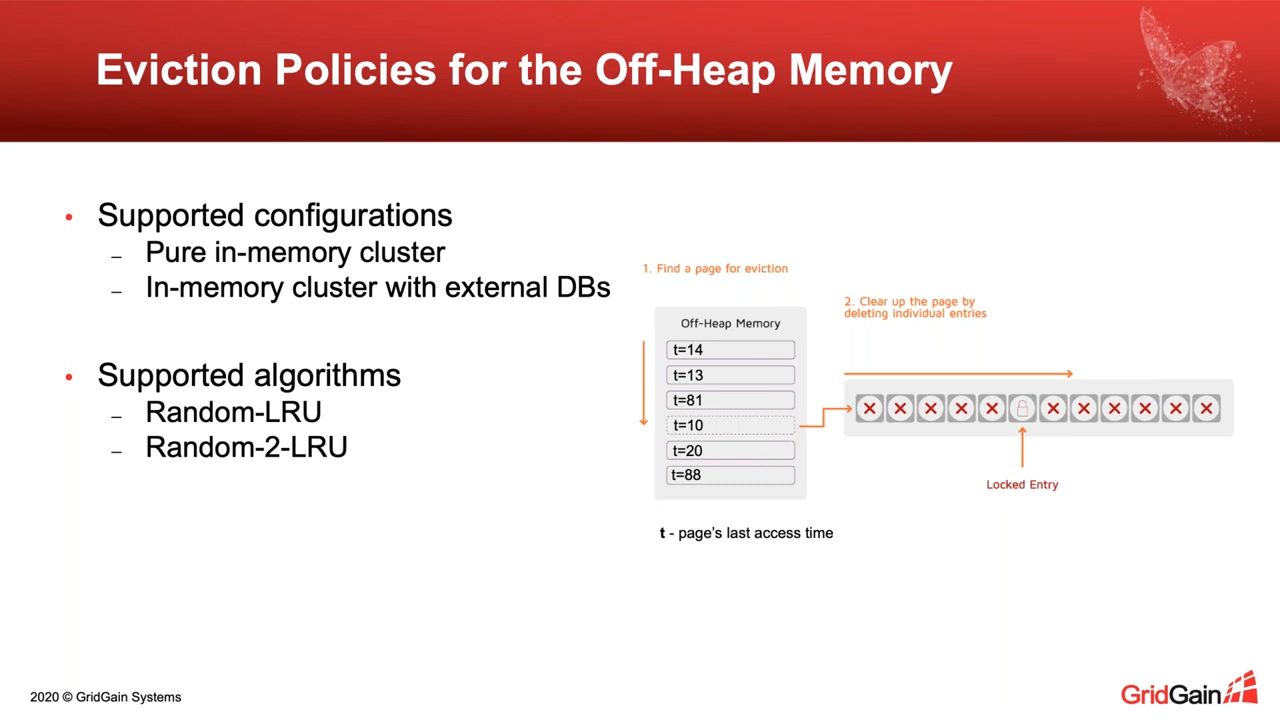 Eviction Policies for the Off-Heap Memory
• Supported configurations
– Pure in-memory cluster
– In-memory cluster with external DBs
• Supported algorithms
– Random-LRU
– Random-2-LRU
1. Find a page for eviction
Off-Heap Memory
t=14
t=13
t=81
t=10
t=20
t=88
t - page's last access time
2. Clear up the page by
deleting individual entries
Locked Entry
2020 © GridGain Systems
GridGain